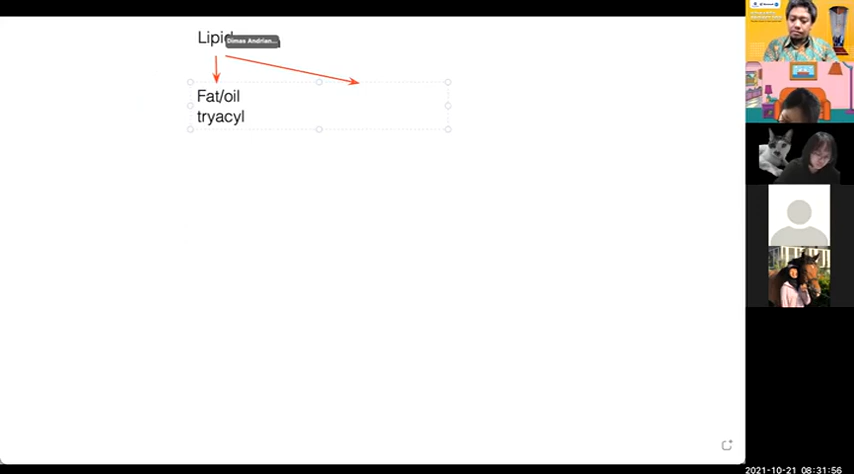 Lipid
Dimas Andrian...
Fat/oil
tryacyl
2021-10-21 08:31:56